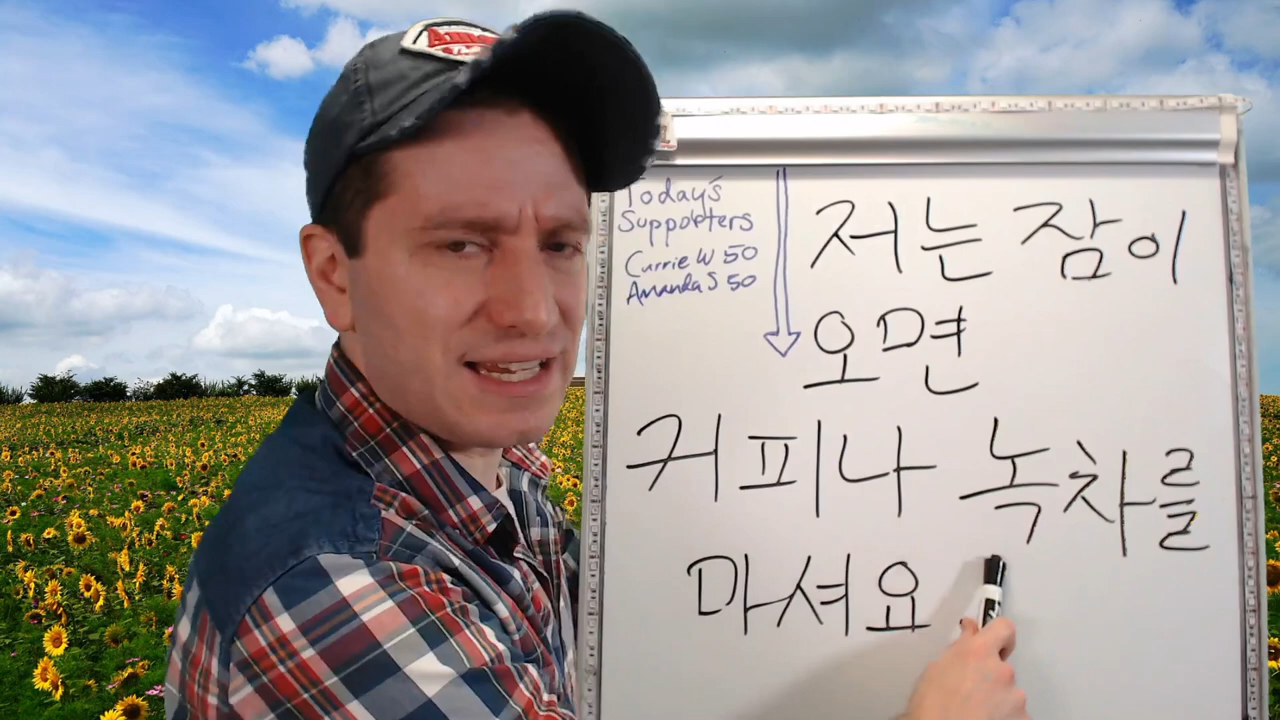 Today's
Supporters
Currie W 50
Amanda S 50
저는 잠이
오면
커피나 녹차를
마셔요